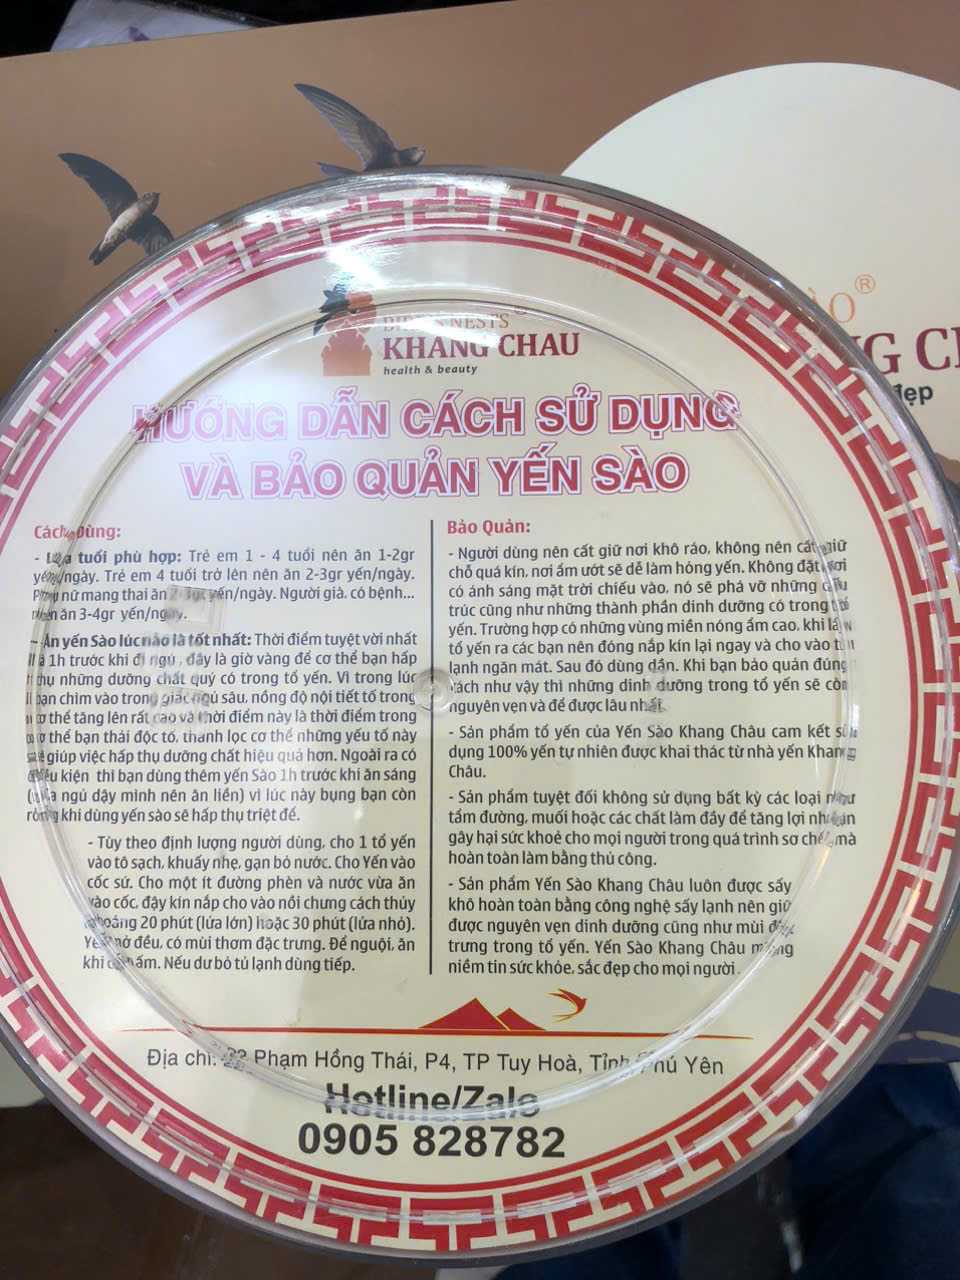 BIRD'S NESTS®
KHANG CHAU
health & beauty
ÀO®
NG CH
đẹp
HƯỚNG DẪN CÁCH SỬ DỤNG
VÀ BẢO QUẢN YẾN SÀO
Cách Dùng:
- Lứa tuổi phù hợp: Trẻ em 1 - 4 tuổi nên ăn 1-2gr
yến/ngày. Trẻ em 4 tuổi trở lên nên ăn 2-3gr yến/ngày.
Phụ nữ mang thai ăn 2-3gr yến/ngày. Người già, có bệnh...
nên ăn 3-4gr yến/ngày.
- Ăn yến Sào lúc nào là tốt nhất: Thời điểm tuyệt vời nhất
là 1h trước khi đi ngủ, đây là giờ vàng để cơ thể bạn hấp
thụ những dưỡng chất quý có trong tổ yến. Vì trong lúc
bạn chìm vào trong giấc ngủ sâu, nồng độ nội tiết tố trong
cơ thể tăng lên rất cao và thời điểm này là thời điểm trong
cơ thể bạn thải độc tố, thanh lọc cơ thể những yếu tố này
sẽ giúp việc hấp thụ dưỡng chất hiệu quả hơn. Ngoài ra có
điều kiện thì bạn dùng thêm yến Sào 1h trước khi ăn sáng
(vừa ngủ dậy mình nên ăn liền) vì lúc này bụng bạn còn
rỗng khi dùng yến sào sẽ hấp thụ triệt để.
- Tùy theo định lượng người dùng, cho 1 tổ yến
vào tô sạch, khuấy nhẹ, gạn bỏ nước. Cho Yến vào
cốc sứ. Cho một ít đường phèn và nước vừa ăn
vào cốc, đậy kín nắp cho vào nồi chưng cách thủy
khoảng 20 phút (lửa lớn) hoặc 30 phút (lửa nhỏ).
Yến nở đều, có mùi thơm đặc trưng. Để nguội, ăn
khi còn ấm. Nếu dư bỏ tủ lạnh dùng tiếp.
Bảo Quản:
- Người dùng nên cất giữ nơi khô ráo, không nên cất giữ
chỗ quá kín, nơi ẩm ướt sẽ dễ làm hỏng yến. Không đặt nơi
có ánh sáng mặt trời chiếu vào, nó sẽ phá vỡ những cấu
trúc cũng như những thành phần dinh dưỡng có trong tổ
yến. Trường hợp có những vùng miền nóng ẩm cao, khi lấy
tổ yến ra các bạn nên đóng nắp kín lại ngay và cho vào tủ
lạnh ngăn mát. Sau đó dùng dần. Khi bạn bảo quản đúng
cách như vậy thì những dinh dưỡng trong tổ yến sẽ còn
nguyên vẹn và để được lâu nhất.
- Sản phẩm tổ yến của Yến Sào Khang Châu cam kết sử
dụng 100% yến tự nhiên được khai thác từ nhà yến Khang
Châu.
- Sản phẩm tuyệt đối không sử dụng bất kỳ các loại như
tẩm đường, muối hoặc các chất làm đầy để tăng lợi nhuận
gây hại sức khoẻ cho mọi người trong quá trình sơ chế, mà
hoàn toàn làm bằng thủ công.
- Sản phẩm Yến Sào Khang Châu luôn được sấy
khô hoàn toàn bằng công nghệ sấy lạnh nên giữ
được nguyên vẹn dinh dưỡng cũng như mùi đặc
trưng trong tổ yến. Yến Sào Khang Châu mang
niềm tin sức khỏe, sắc đẹp cho mọi người.
Địa chỉ: Phạm Hồng Thái, P4, TP Tuy Hoà, Tỉnh Phú Yên
Hotline/Zalo
0905 828782